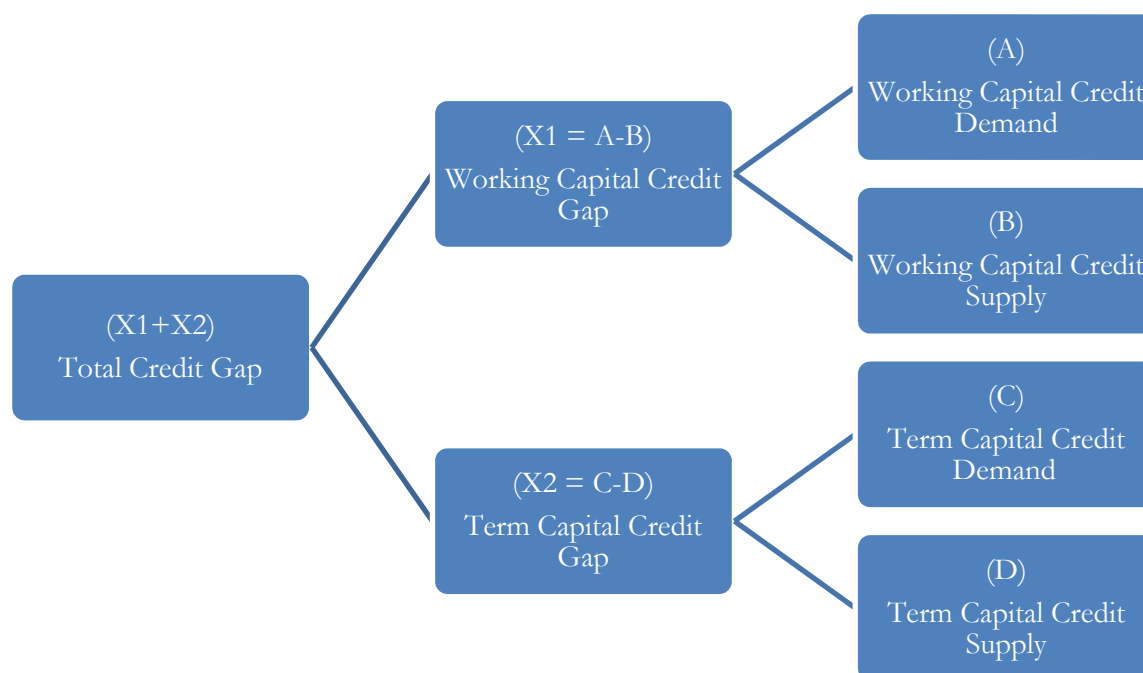 (X1+X2)
Total Credit Gap
(X1 = A-B)
Working Capital Credit
Gap
(A)
Working Capital Credit
Demand
(B)
Working Capital Credit
Supply
(X2 = C-D)
Term Capital Credit
Gap
(C)
Term Capital Credit
Demand
(D)
Term Capital Credit
Supply